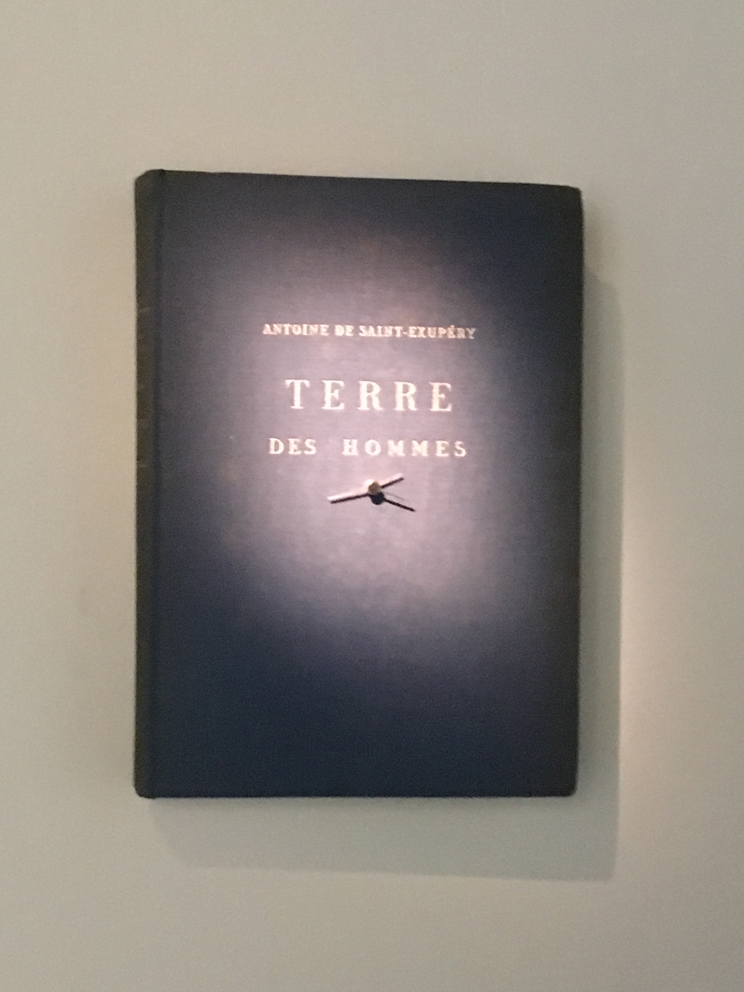 ANTOINE DE SAINT-EXUPÉRY
TERRE
DES HOMMES